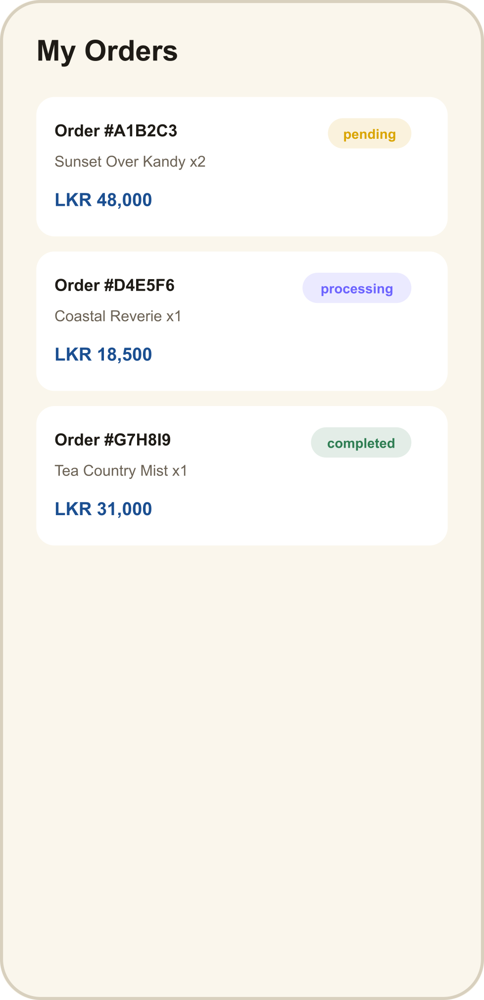 My Orders
Order #A1B2C3
pending
Sunset Over Kandy x2
LKR 48,000
Order #D4E5F6
processing
Coastal Reverie x1
LKR 18,500
Order #G7H8I9
completed
Tea Country Mist x1
LKR 31,000